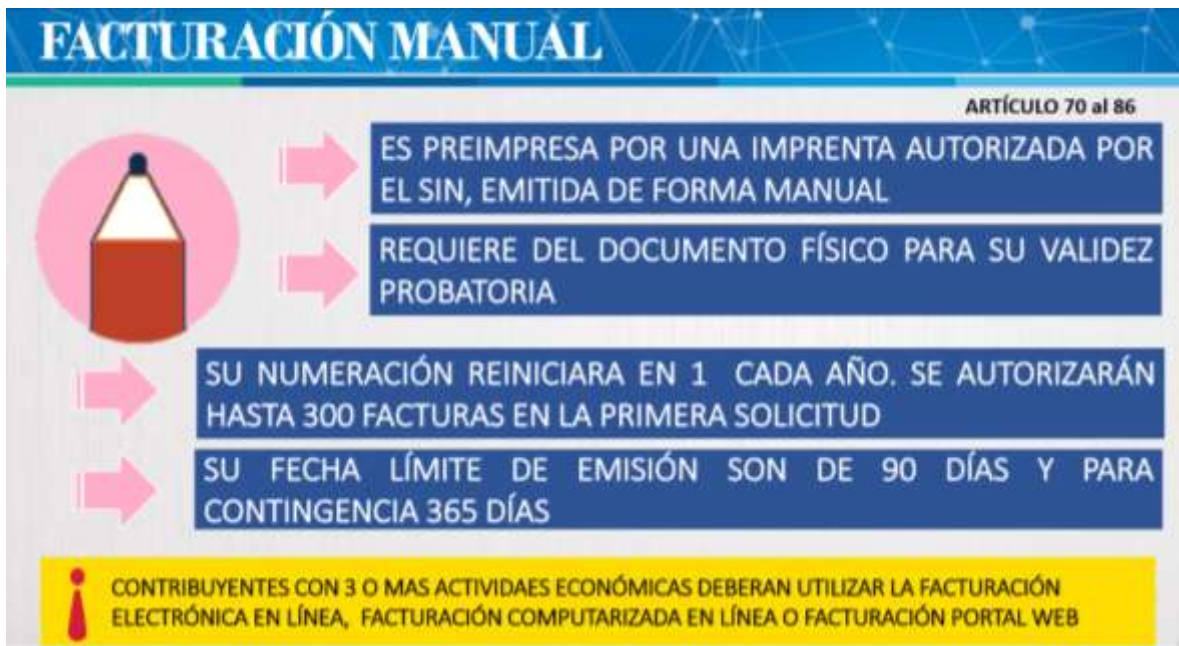 FACTURACIÓN MANUAL
ARTÍCULO 70 al 86
ES PREIMPRESA POR UNA IMPRENTA AUTORIZADA POR
EL SIN, EMITIDA DE FORMA MANUAL
REQUIERE DEL DOCUMENTO FÍSICO PARA SU VALIDEZ
PROBATORIA
SU NUMERACIÓN REINICIARA EN 1 CADA AÑO. SE AUTORIZARÁN
HASTA 300 FACTURAS EN LA PRIMERA SOLICITUD
SU FECHA LÍMITE DE EMISIÓN SON DE 90 DÍAS Y PARA
CONTINGENCIA 365 DÍAS
CONTRIBUYENTES CON 3 O MAS ACTIVIDAES ECONÓMICAS DEBERAN UTILIZAR LA FACTURACIÓN
ELECTRÓNICA EN LÍNEA, FACTURACIÓN COMPUTARIZADA EN LÍNEA O FACTURACIÓN PORTAL WEB